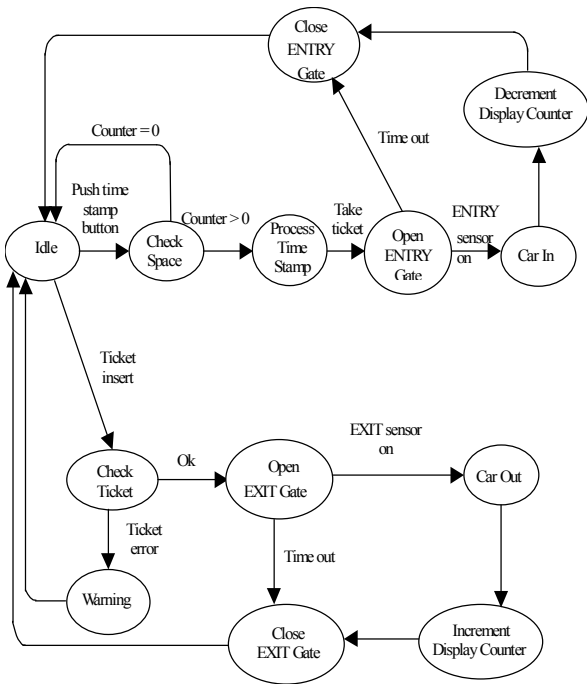 Close
ENTRY
Gate
Decrement
Display Counter
Counter = 0
Time out
Push time
stamp
button
Counter > 0
Take
ticket
ENTRY
sensor
on
Idle
Check
Space
Process
Time
Stamp
Open
ENTRY
Gate
Car In
Ticket
insert
EXIT sensor
on
Check
Ticket
Ok
Open
EXIT Gate
Car Out
Ticket
error
Time out
Warning
Close
EXIT Gate
Increment
Display Counter